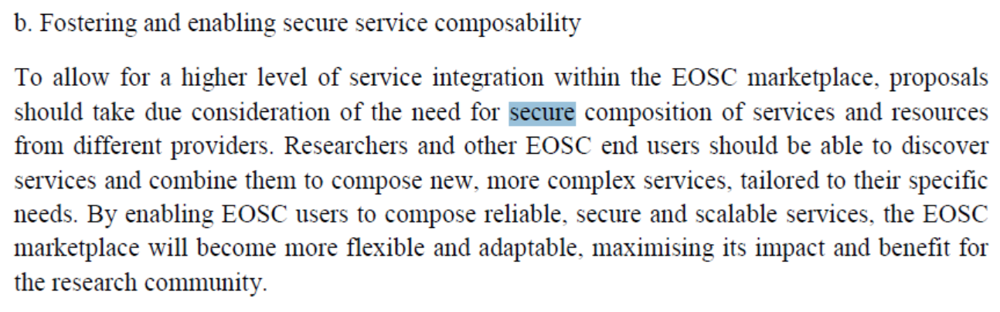 b. Fostering and enabling secure service composability
To allow for a higher level of service integration within the EOSC marketplace, proposals
should take due consideration of the need for secure composition of services and resources
from different providers. Researchers and other EOSC end users should be able to discover
services and combine them to compose new, more complex services, tailored to their specific
needs. By enabling EOSC users to compose reliable, secure and scalable services, the EOSC
marketplace will become more flexible and adaptable, maximising its impact and benefit for
the research community.